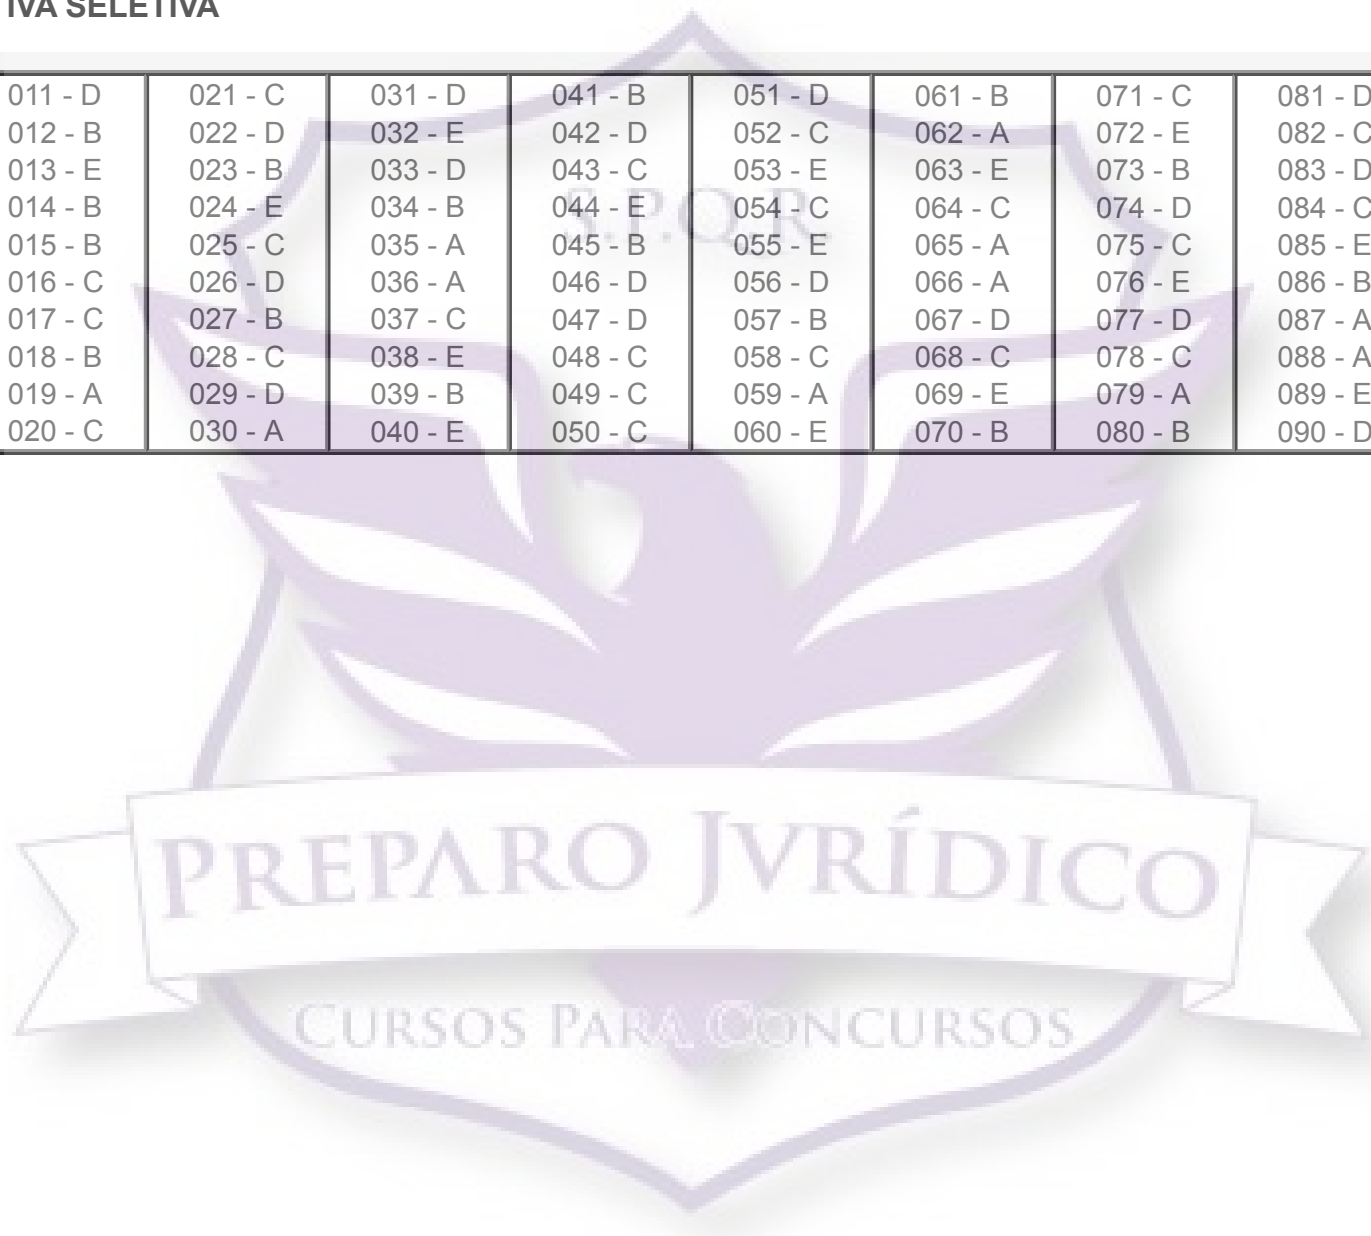 IVA SELETIVA
011 - D 021 - C 031 - D 041 - B 051 - D 061 - B 071 - C 081 - D
012 - B 022 - D 032 - E 042 - D 052 - C 062 - A 072 - E 082 - C
013 - E 023 - B 033 - D 043 - C 053 - E 063 - E 073 - B 083 - D
014 - B 024 - E 034 - B 044 - E 054 - C 064 - C 074 - D 084 - C
015 - B 025 - C 035 - A 045 - B 055 - E 065 - A 075 - C 085 - E
016 - C 026 - D 036 - A 046 - D 056 - D 066 - A 076 - E 086 - B
017 - C 027 - B 037 - C 047 - D 057 - B 067 - D 077 - D 087 - A
018 - B 028 - C 038 - E 048 - C 058 - C 068 - C 078 - C 088 - A
019 - A 029 - D 039 - B 049 - C 059 - A 069 - E 079 - A 089 - E
020 - C 030 - A 040 - E 050 - C 060 - E 070 - B 080 - B 090 - D
S.P.Q.R.
PREPARO JVRÍDICO
CURSOS PARA CONCURSOS